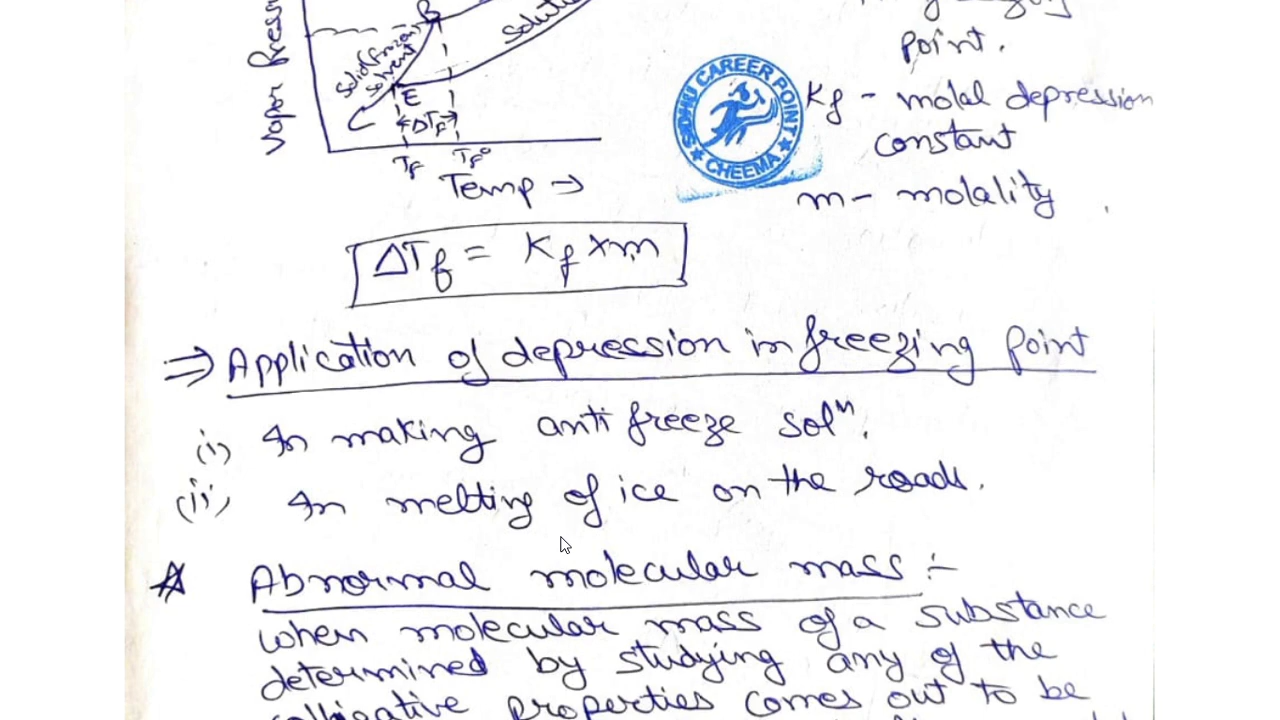 Vapor Press
B
Solut
Solid (frozen)
solvent
point.
E
C
ΔTf
Kf - molal depression
constant
SIDHU CAREER POINT
★ CHEEMA ★
Tf Tf°
Temp →
m - molality
ΔTf = Kf × m
⇒ Application of depression in freezing point
(i) In making anti freeze solⁿ.
(ii) In melting of ice on the roads.
Abnormal molecular mass :-
When molecular mass of a substance
determined by studying any of the
colligative properties comes out to be